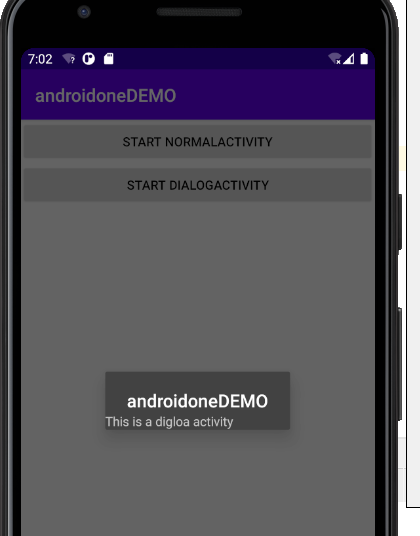 7:02
androidoneDEMO
START NORMALACTIVITY
START DIALOGACTIVITY
androidoneDEMO
This is a digloa activity